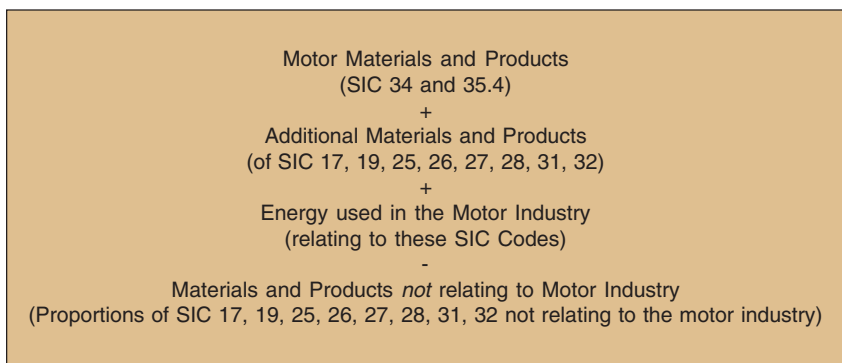 Motor Materials and Products
(SIC 34 and 35.4)
+
Additional Materials and Products
(of SIC 17, 19, 25, 26, 27, 28, 31, 32)
+
Energy used in the Motor Industry
(relating to these SIC Codes)
-
Materials and Products not relating to Motor Industry
(Proportions of SIC 17, 19, 25, 26, 27, 28, 31, 32 not relating to the motor industry)